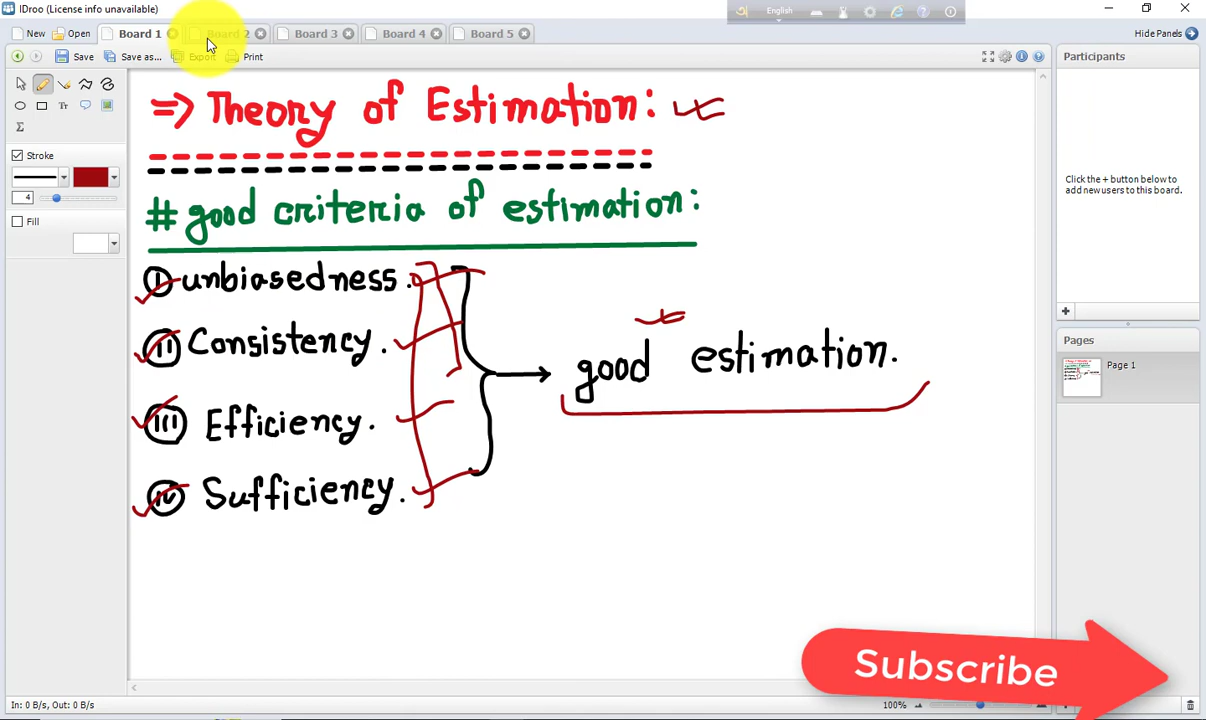 IDroo (License info unavailable)
English
New Open Board 1 Board 2 Board 3 Board 4 Board 5 Hide Panels
Save Save as... Export Print
Participants
Tr
Σ
Stroke
4
Fill
Click the + button below to
add new users to this board.
Pages
Page 1
=> Theory of Estimation:
# good criteria of estimation:
I unbiasedness.
II Consistency.
III Efficiency.
IV Sufficiency.
good estimation.
Subscribe
In: 0 B/s, Out: 0 B/s
100%